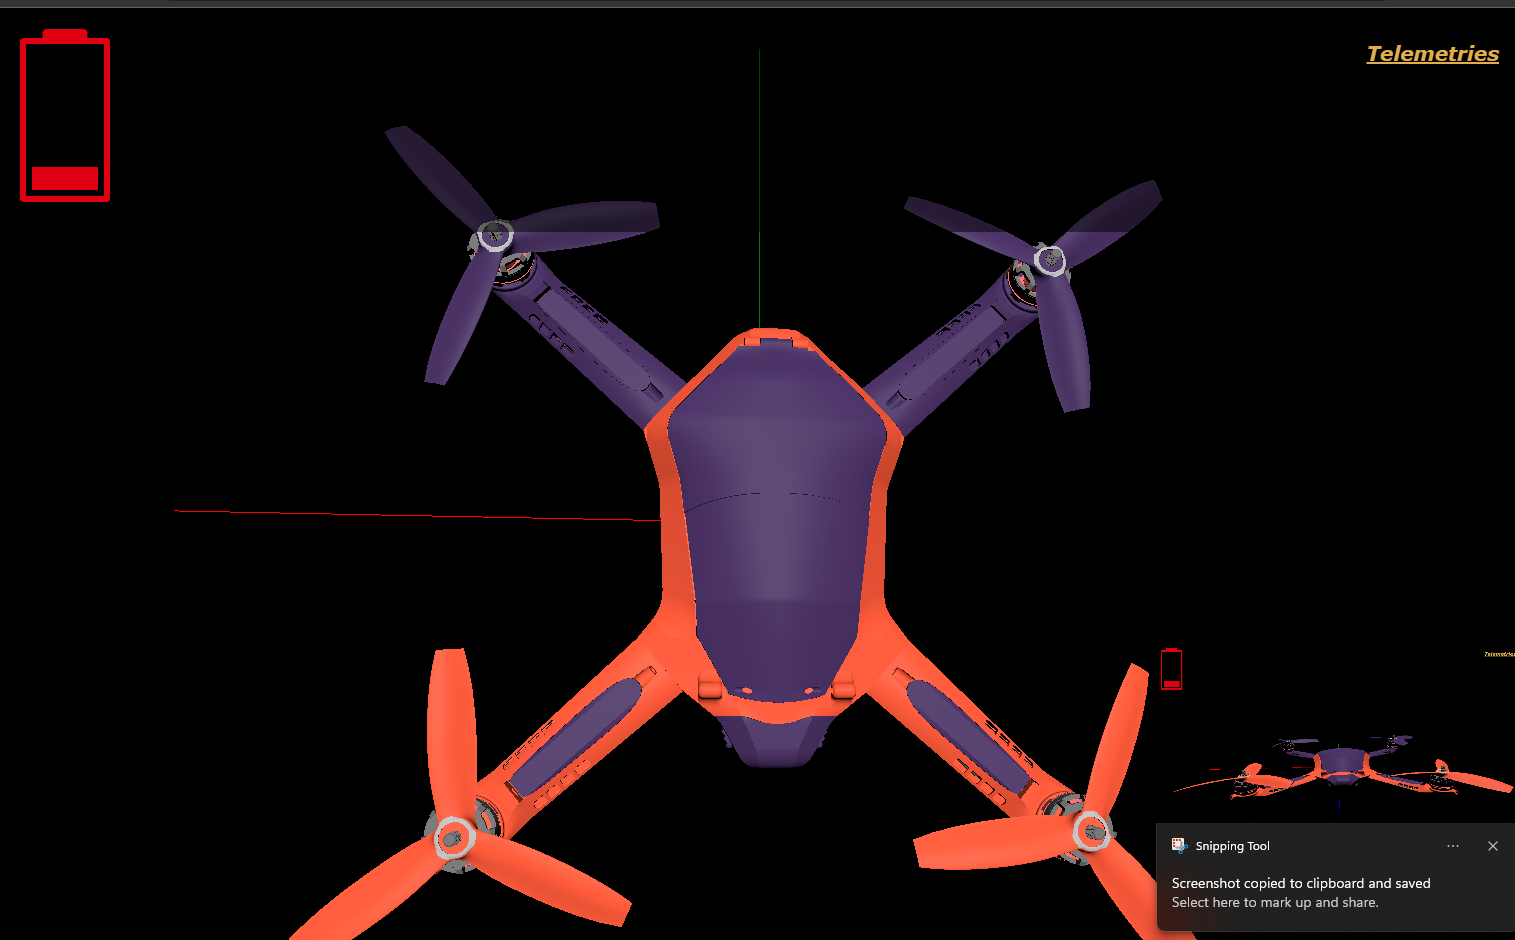 Telemetries
Telemetries
Snipping Tool
Screenshot copied to clipboard and saved
Select here to mark up and share.